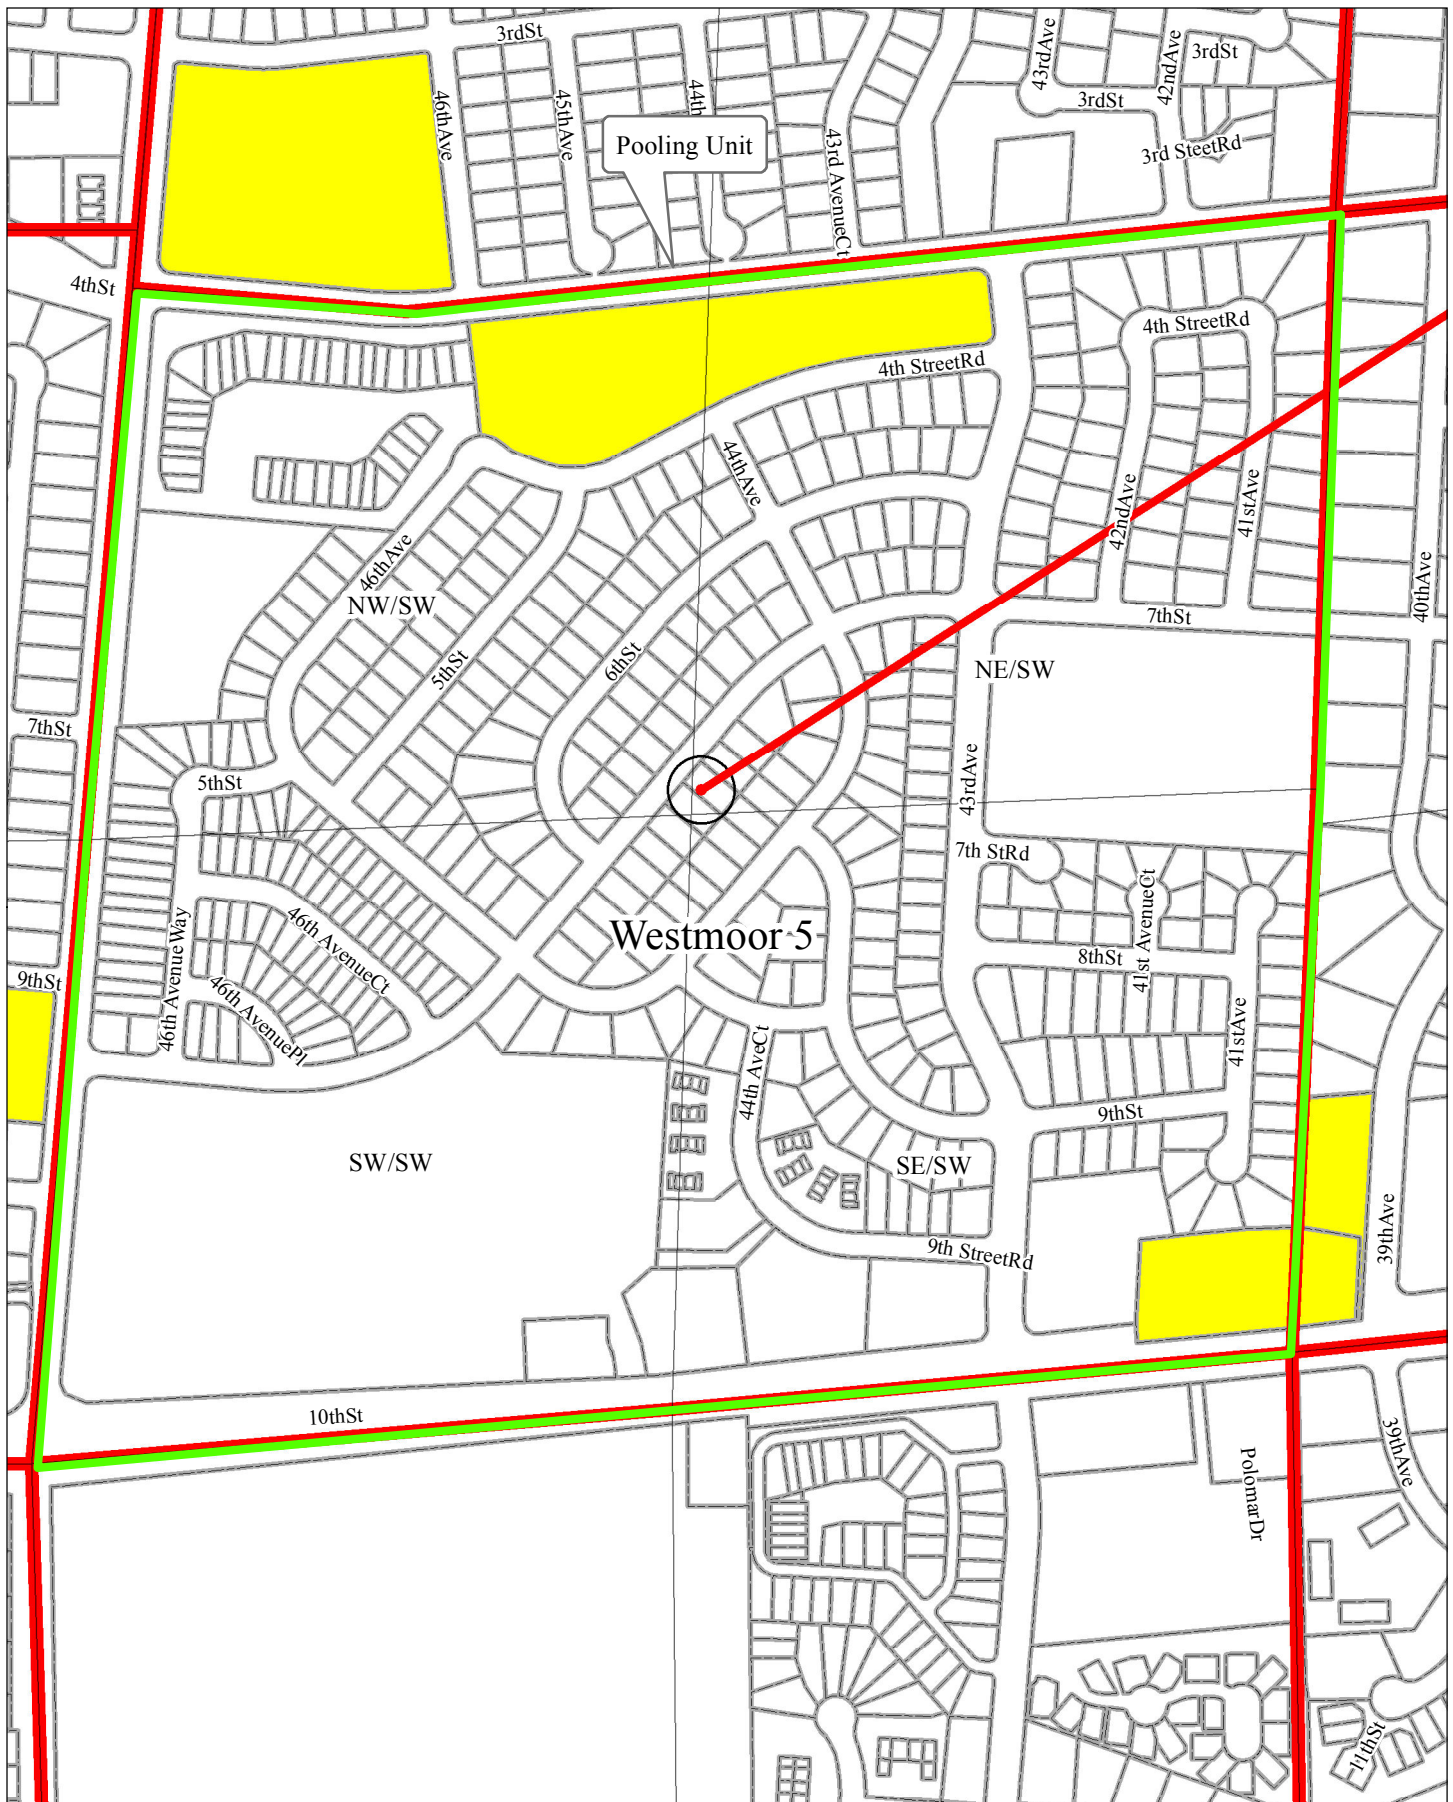 3rdSt
43rdAve
42ndAve
3rdSt
46thAve
45thAve
44th
3rdSt
Pooling Unit
43rd AvenueCt
3rd SteetRd
4thSt
4th StreetRd
4th StreetRd
44thAve
42ndAve
41stAve
46thAve
NW/SW
40thAve
7thSt
5thSt
6thSt
NE/SW
7thSt
5thSt
43rdAve
7th StRd
41st AvenueCt
46th AvenueWay
46th AvenueCt
Westmoor 5
8thSt
9thSt
46th AvenuePl
41stAve
44th AveCt
9thSt
SW/SW
SE/SW
39thAve
9th StreetRd
10thSt
39thAve
PolomarDr
11thSt